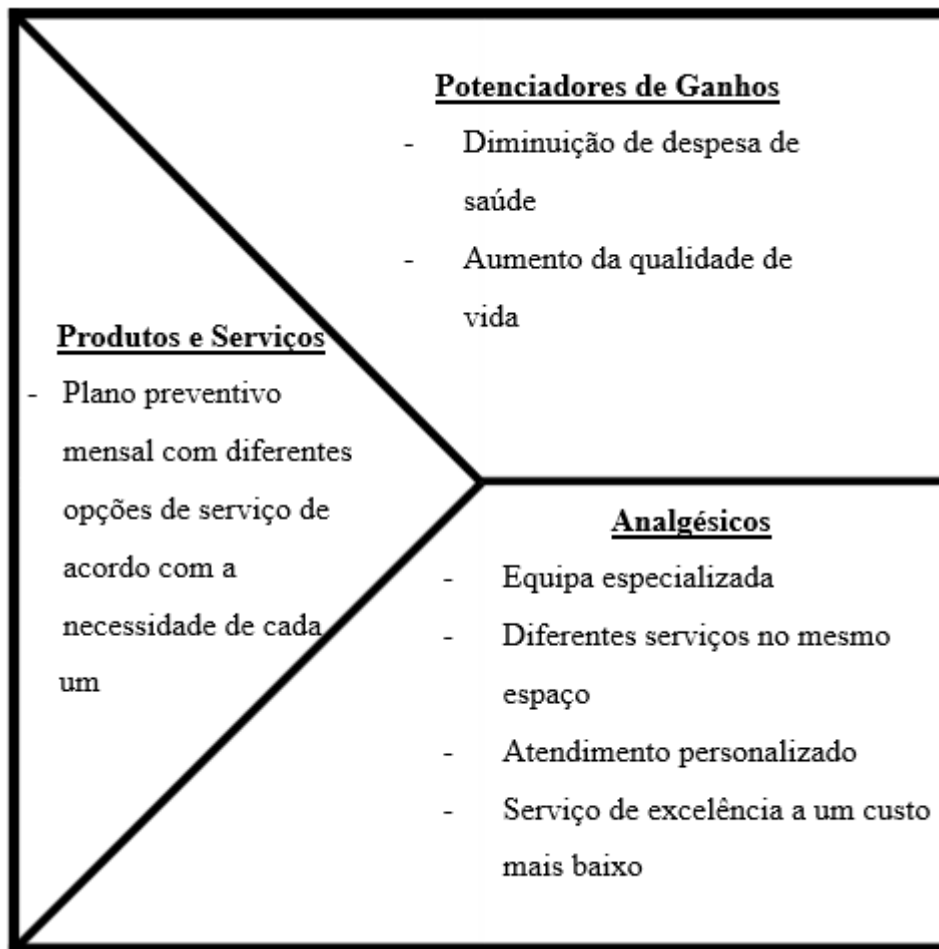 Potenciadores de Ganhos
- Diminuição de despesa de
saúde
- Aumento da qualidade de
vida
Produtos e Serviços
- Plano preventivo
mensal com diferentes
opções de serviço de
acordo com a
necessidade de cada
um
Analgésicos
- Equipa especializada
- Diferentes serviços no mesmo
espaço
- Atendimento personalizado
- Serviço de excelência a um custo
mais baixo